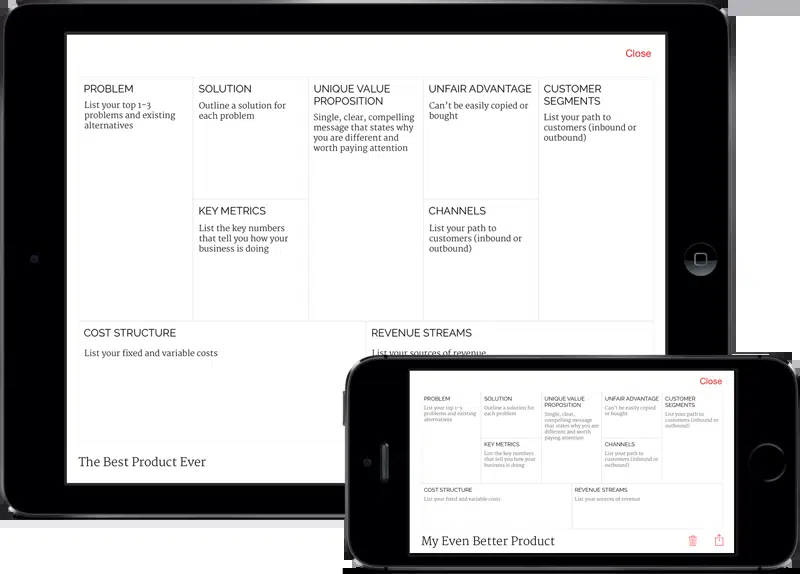 Close
PROBLEM
List your top 1-3
problems and existing
alternatives
SOLUTION
Outline a solution for
each problem
KEY METRICS
List the key numbers
that tell you how your
business is doing
UNIQUE VALUE
PROPOSITION
Single, clear, compelling
message that states why
you are different and
worth paying attention
UNFAIR ADVANTAGE
Can't be easily copied or
bought
CHANNELS
List your path to
customers (inbound or
outbound)
CUSTOMER
SEGMENTS
List your path to
customers (inbound or
outbound)
COST STRUCTURE
List your fixed and variable costs
REVENUE STREAMS
List your sources of revenue
The Best Product Ever
Close
PROBLEM
List your top 1-3
problems and existing
alternatives
SOLUTION
Outline a solution for
each problem
KEY METRICS
List the key numbers
that tell you how your
business is doing
UNIQUE VALUE
PROPOSITION
Single, clear,
compelling message
that states why you are
different and worth
paying attention
UNFAIR ADVANTAGE
Can't be easily copied
or bought
CHANNELS
List your path to
customers (inbound or
outbound)
CUSTOMER
SEGMENTS
List your path to
customers (inbound or
outbound)
COST STRUCTURE
List your fixed and variable costs
REVENUE STREAMS
List your sources of revenue
My Even Better Product